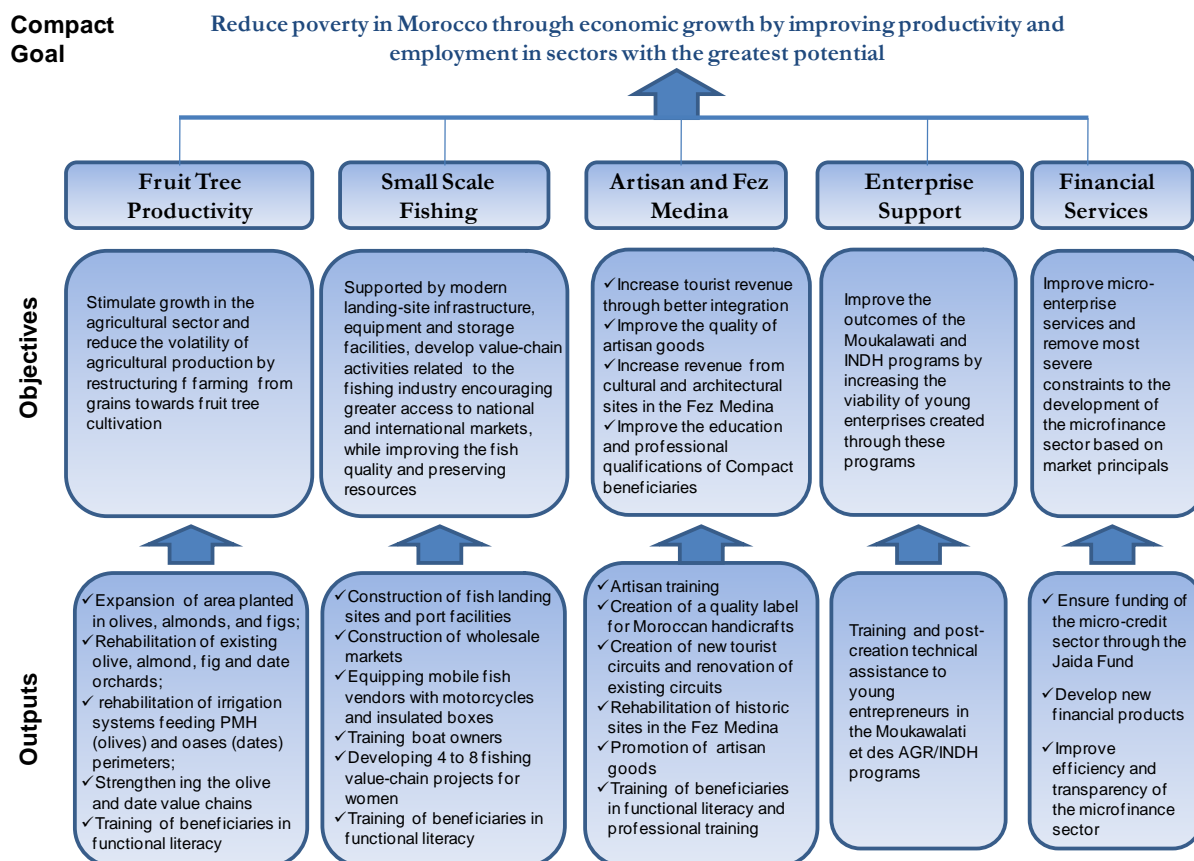 Compact
Goal
Reduce poverty in Morocco through economic growth by improving productivity and
employment in sectors with the greatest potential
Fruit Tree
Productivity
Small Scale
Fishing
Artisan and Fez
Medina
Enterprise
Support
Financial
Services
Objectives
Stimulate growth in the
agricultural sector and
reduce the volatility of
agricultural production by
restructuring f farming from
grains towards fruit tree
cultivation
Supported by modern
landing-site infrastructure,
equipment and storage
facilities, develop value-chain
activities related to the
fishing industry encouraging
greater access to national
and international markets,
while improving the fish
quality and preserving
resources
✓Increase tourist revenue
through better integration
✓Improve the quality of
artisan goods
✓Increase revenue from
cultural and architectural
sites in the Fez Medina
✓Improve the education
and professional
qualifications of Compact
beneficiaries
Improve the
outcomes of the
Moukalawati and
INDH programs by
increasing the
viability of young
enterprises created
through these
programs
Improve micro-
enterprise
services and
remove most
severe
constraints to the
development of
the microfinance
sector based on
market principals
Outputs
✓Expansion of area planted
in olives, almonds, and figs;
✓Rehabilitation of existing
olive, almond, fig and date
orchards;
✓ rehabilitation of irrigation
systems feeding PMH
(olives) and oases (dates)
perimeters;
✓Strengthen ing the olive
and date value chains
✓Training of beneficiaries in
functional literacy
✓Construction of fish landing
sites and port facilities
✓Construction of wholesale
markets
✓Equipping mobile fish
vendors with motorcycles
and insulated boxes
✓Training boat owners
✓Developing 4 to 8 fishing
value-chain projects for
women
✓Training of beneficiaries in
functional literacy
✓Artisan training
✓Creation of a quality label
for Moroccan handicrafts
✓Creation of new tourist
circuits and renovation of
existing circuits
✓Rehabilitation of historic
sites in the Fez Medina
✓Promotion of artisan
goods
✓Training of beneficiaries
in functional literacy and
professional training
Training and post-
creation technical
assistance to
young
entrepreneurs in
the Moukawalati
et des AGR/INDH
programs
✓ Ensure funding of
the micro-credit
sector through the
Jaida Fund
✓ Develop new
financial products
✓ Improve
efficiency and
transparency of
the microfinance
sector